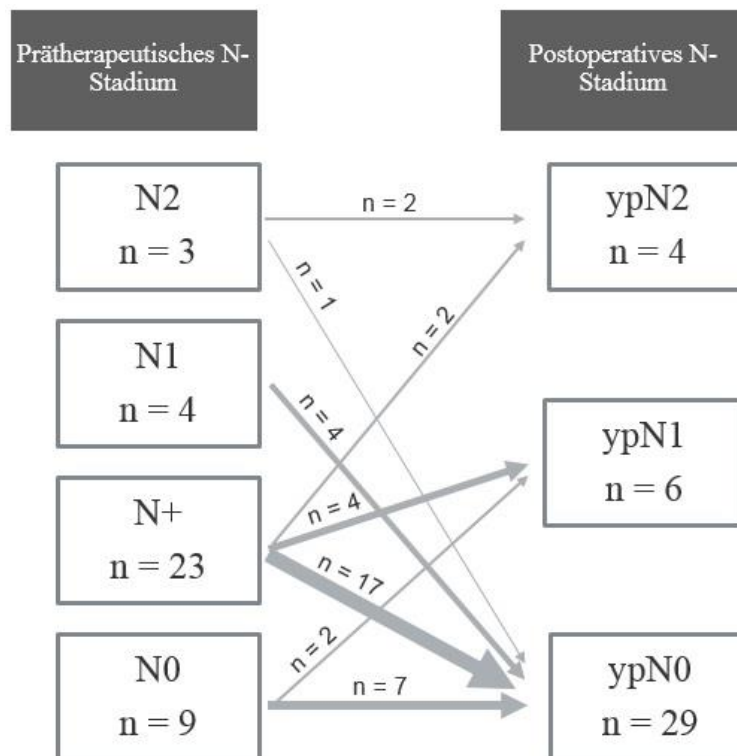 Prätherapeutisches N-
Stadium
Postoperatives N-
Stadium
N2
n = 3
n = 2
ypN2
n = 4
n = 1
n = 2
N1
n = 4
n = 4
ypN1
n = 6
N+
n = 23
n = 4
n = 17
N0
n = 9
n = 2
n = 7
ypN0
n = 29